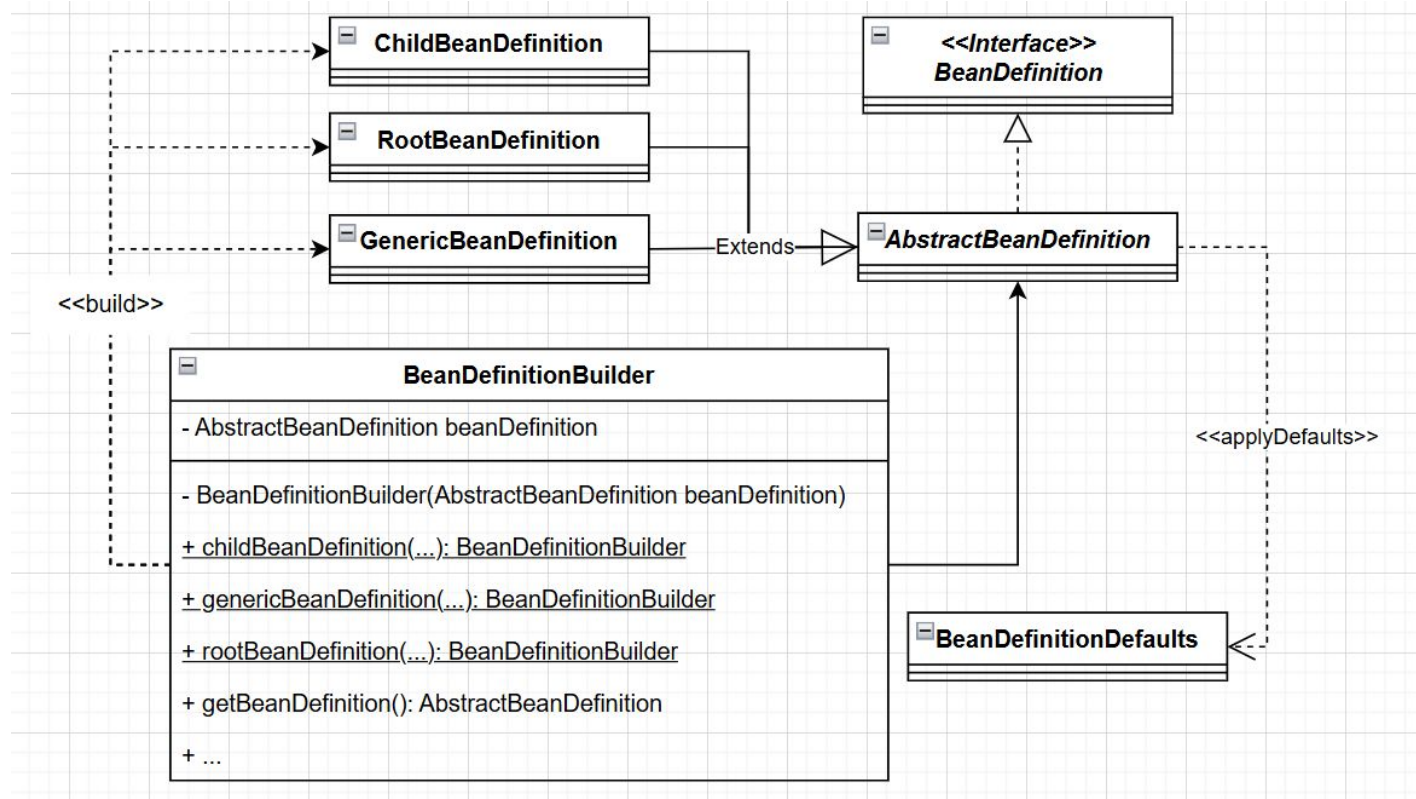 ChildBeanDefinition
<<Interface>>
BeanDefinition
RootBeanDefinition
GenericBeanDefinition
Extends
AbstractBeanDefinition
<<build>>
BeanDefinitionBuilder
- AbstractBeanDefinition beanDefinition
<<applyDefaults>>
- BeanDefinitionBuilder(AbstractBeanDefinition beanDefinition)
+ childBeanDefinition(...): BeanDefinitionBuilder
+ genericBeanDefinition(...): BeanDefinitionBuilder
+ rootBeanDefinition(...): BeanDefinitionBuilder
+ getBeanDefinition(): AbstractBeanDefinition
+ ...
BeanDefinitionDefaults